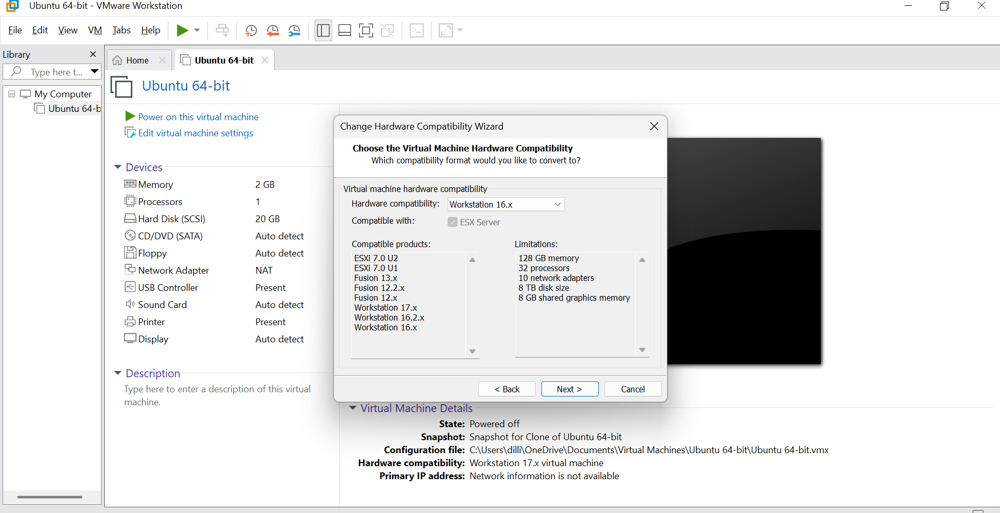 Ubuntu 64-bit - VMware Workstation
File Edit View VM Tabs Help
Library
Type here t...
My Computer
Ubuntu 64-b
Home
Ubuntu 64-bit
Ubuntu 64-bit
Power on this virtual machine
Edit virtual machine settings
Devices
Memory 2 GB
Processors 1
Hard Disk (SCSI) 20 GB
CD/DVD (SATA) Auto detect
Floppy Auto detect
Network Adapter NAT
USB Controller Present
Sound Card Auto detect
Printer Present
Display Auto detect
Description
Type here to enter a description of this virtual
machine.
Change Hardware Compatibility Wizard
Choose the Virtual Machine Hardware Compatibility
Which compatibility format would you like to convert to?
Virtual machine hardware compatibility
Hardware compatibility: Workstation 16.x
Compatible with: ESX Server
Compatible products:
ESXi 7.0 U2
ESXi 7.0 U1
Fusion 13.x
Fusion 12.2.x
Fusion 12.x
Workstation 17.x
Workstation 16.2.x
Workstation 16.x
Limitations:
128 GB memory
32 processors
10 network adapters
8 TB disk size
8 GB shared graphics memory
< Back Next > Cancel
Virtual Machine Details
State: Powered off
Snapshot: Snapshot for Clone of Ubuntu 64-bit
Configuration file: C:\Users\dilli\OneDrive\Documents\Virtual Machines\Ubuntu 64-bit\Ubuntu 64-bit.vmx
Hardware compatibility: Workstation 17.x virtual machine
Primary IP address: Network information is not available